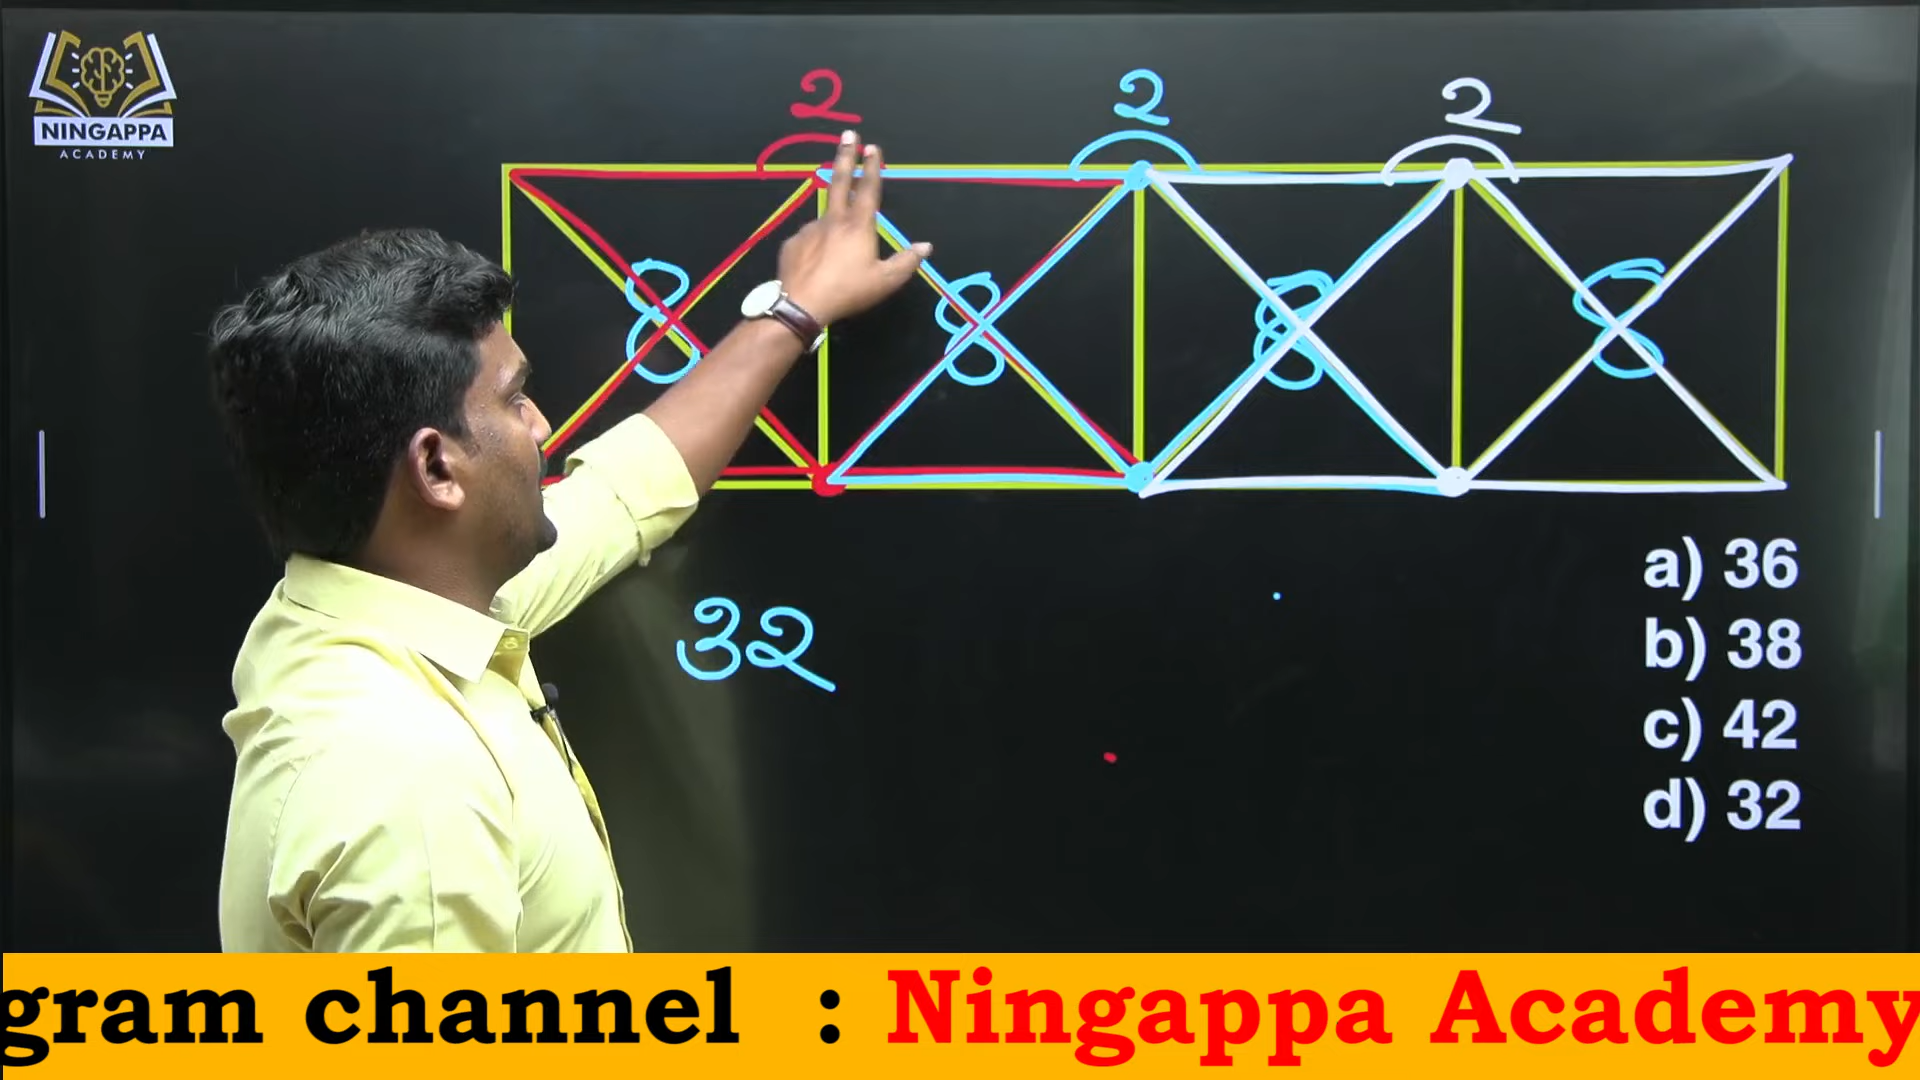 NINGAPPA
ACADEMY
2 2 2
8 8 8 8
32
a) 36
b) 38
c) 42
d) 32
gram channel : Ningappa Academy